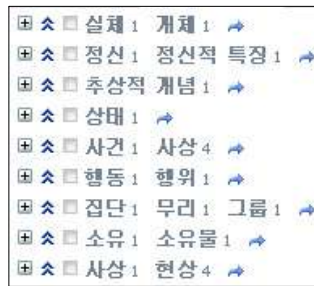 실체 1 개체 1
정신 1 정신적 특징 1
추상적 개념 1
상태 1
사건 1 사상 4
행동 1 행위 1
집단 1 무리 1 그룹 1
소유 1 소유물 1
사상 1 현상 4